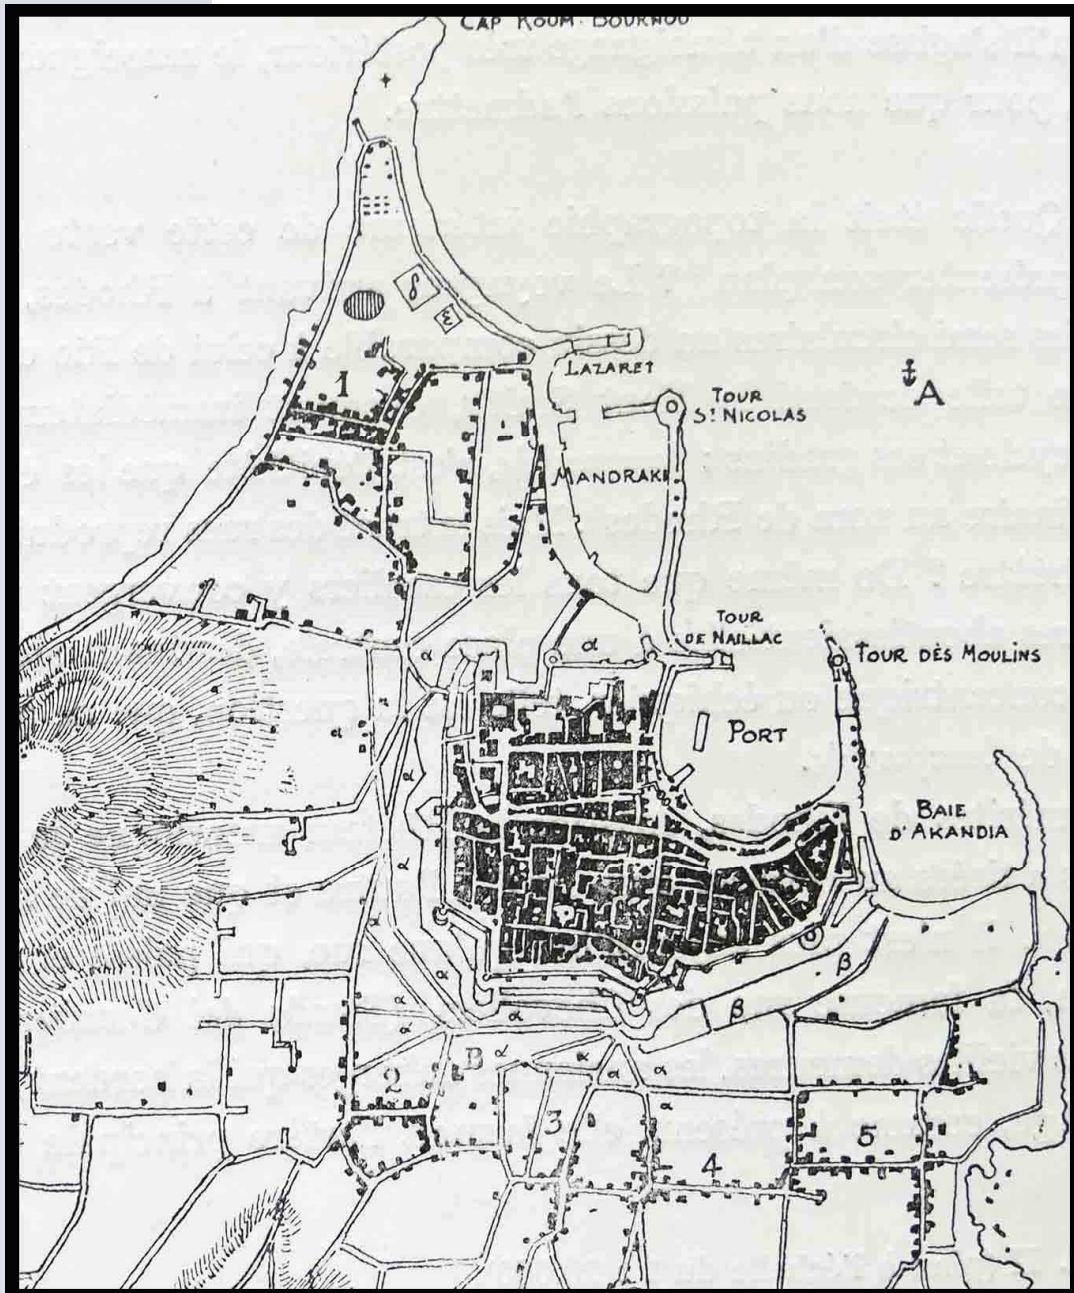 CAP KOUM-BOURNOU
δ
ε
1
LAZARET
A
TOUR
ST NICOLAS
MANDRAKI
TOUR
DE NAILLAC
TOUR DÈS MOULINS
α
α
PORT
BAIE
D'AKANDIA
α
α
α
α
β
α
α
α
β
B
α
α
α
α
2
α
3
5
4